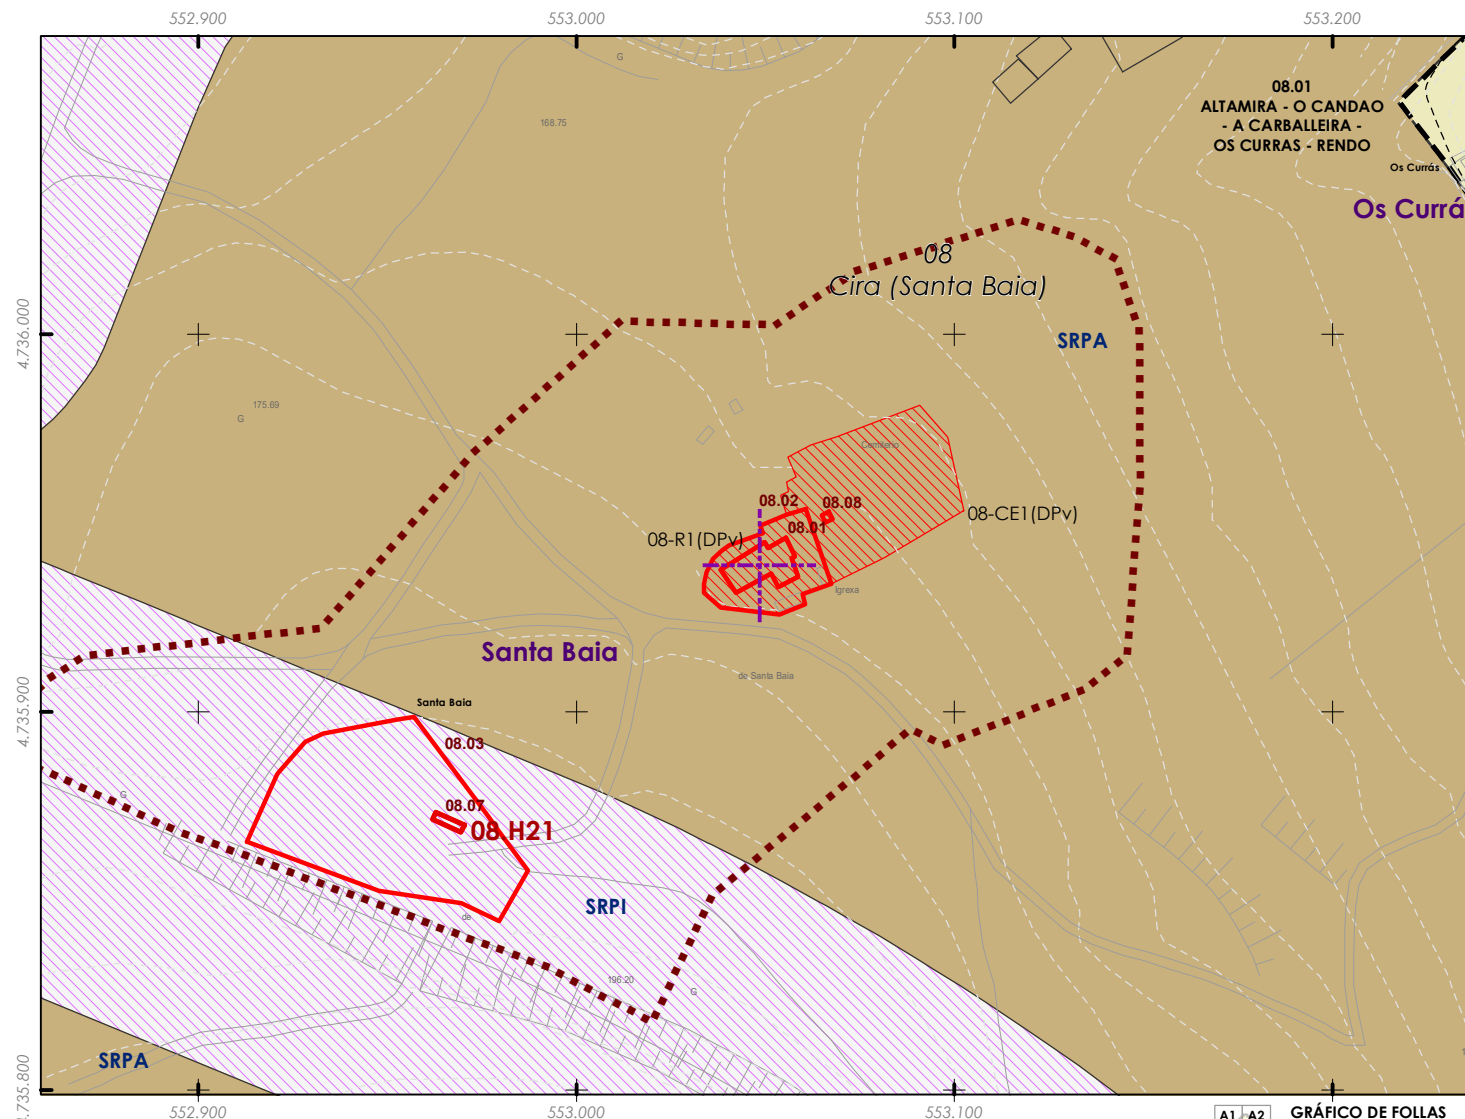 552.900
553.000
553.100
553.200
G
08.01
ALTAMIRA - O CANDAO
- A CARBALLEIRA -
OS CURRAS - RENDO
168.75
Os Currás
Os Currá
08
Cira (Santa Baia)
4.736.000
SRPA
175.69
G
Cemiterio
08.02
08.08
08-CE1(DPv)
08.01
08-R1(DPv)
Igrexa
Santa Baia
de Santa Baia
Santa Baia
4.735.900
08.03
G
08.07
08.H21
SRPI
de
196.20
G
SRPA
4.735.800
552.900
553.000
553.100
A1 A2
GRÁFICO DE FOLLAS